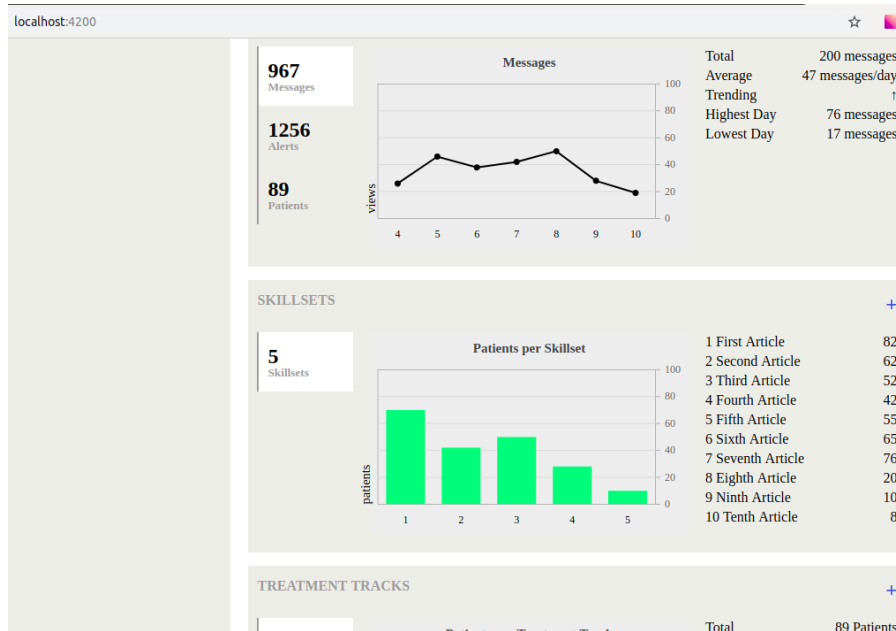 localhost:4200
967
Messages
1256
Alerts
89
Patients
Messages
100
80
60
40
20
0
views
4 5 6 7 8 9 10
Total 200 messages
Average 47 messages/day
Trending ↑
Highest Day 76 messages
Lowest Day 17 messages
SKILLSETS +
5
Skillsets
Patients per Skillset
100
80
60
40
20
0
patients
1 2 3 4 5
1 First Article 82
2 Second Article 62
3 Third Article 52
4 Fourth Article 42
5 Fifth Article 55
6 Sixth Article 65
7 Seventh Article 76
8 Eighth Article 20
9 Ninth Article 10
10 Tenth Article 8
TREATMENT TRACKS +
Total 89 Patients